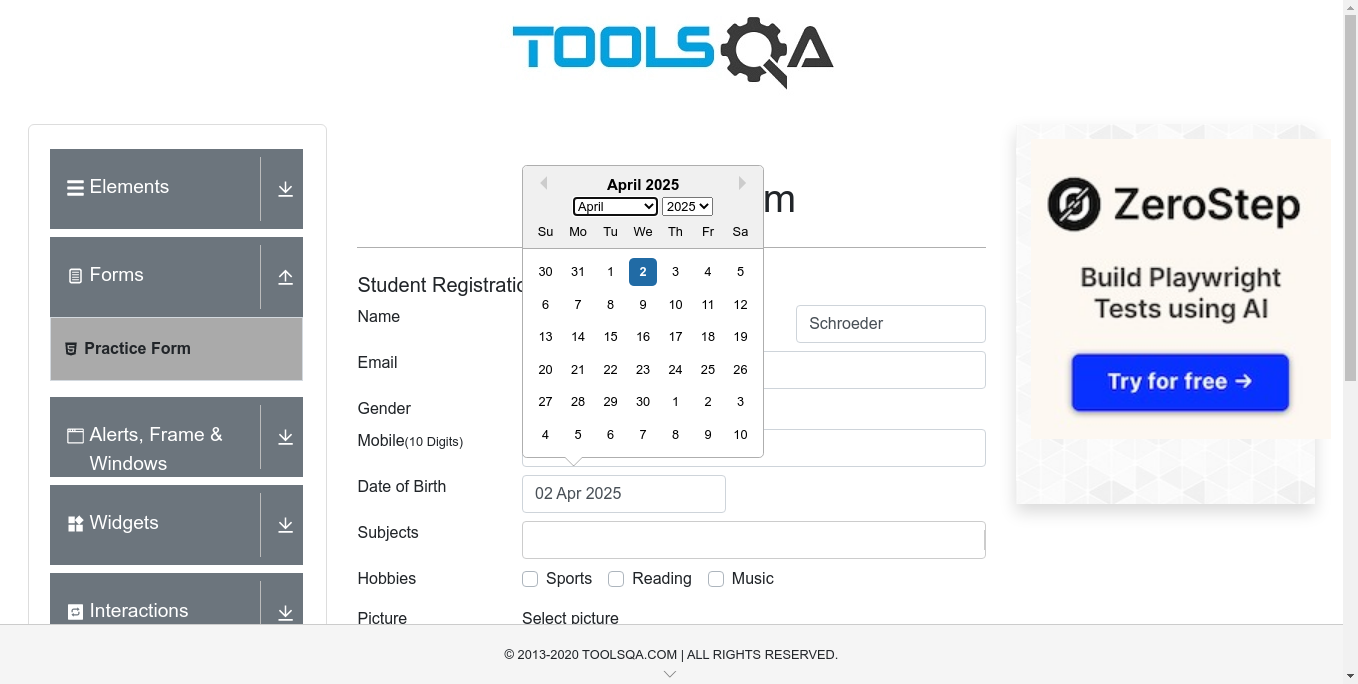 TOOLSQA
Elements
Forms
Practice Form
Alerts, Frame &
Windows
Widgets
Interactions
m
Student Registratio
Name
Schroeder
Email
Gender
Mobile(10 Digits)
Date of Birth
02 Apr 2025
Subjects
Hobbies
Sports Reading Music
Picture
Select picture
April 2025
April 2025
Su Mo Tu We Th Fr Sa
30 31 1 2 3 4 5
6 7 8 9 10 11 12
13 14 15 16 17 18 19
20 21 22 23 24 25 26
27 28 29 30 1 2 3
4 5 6 7 8 9 10
ZeroStep
Build Playwright
Tests using AI
Try for free →
© 2013-2020 TOOLSQA.COM | ALL RIGHTS RESERVED.